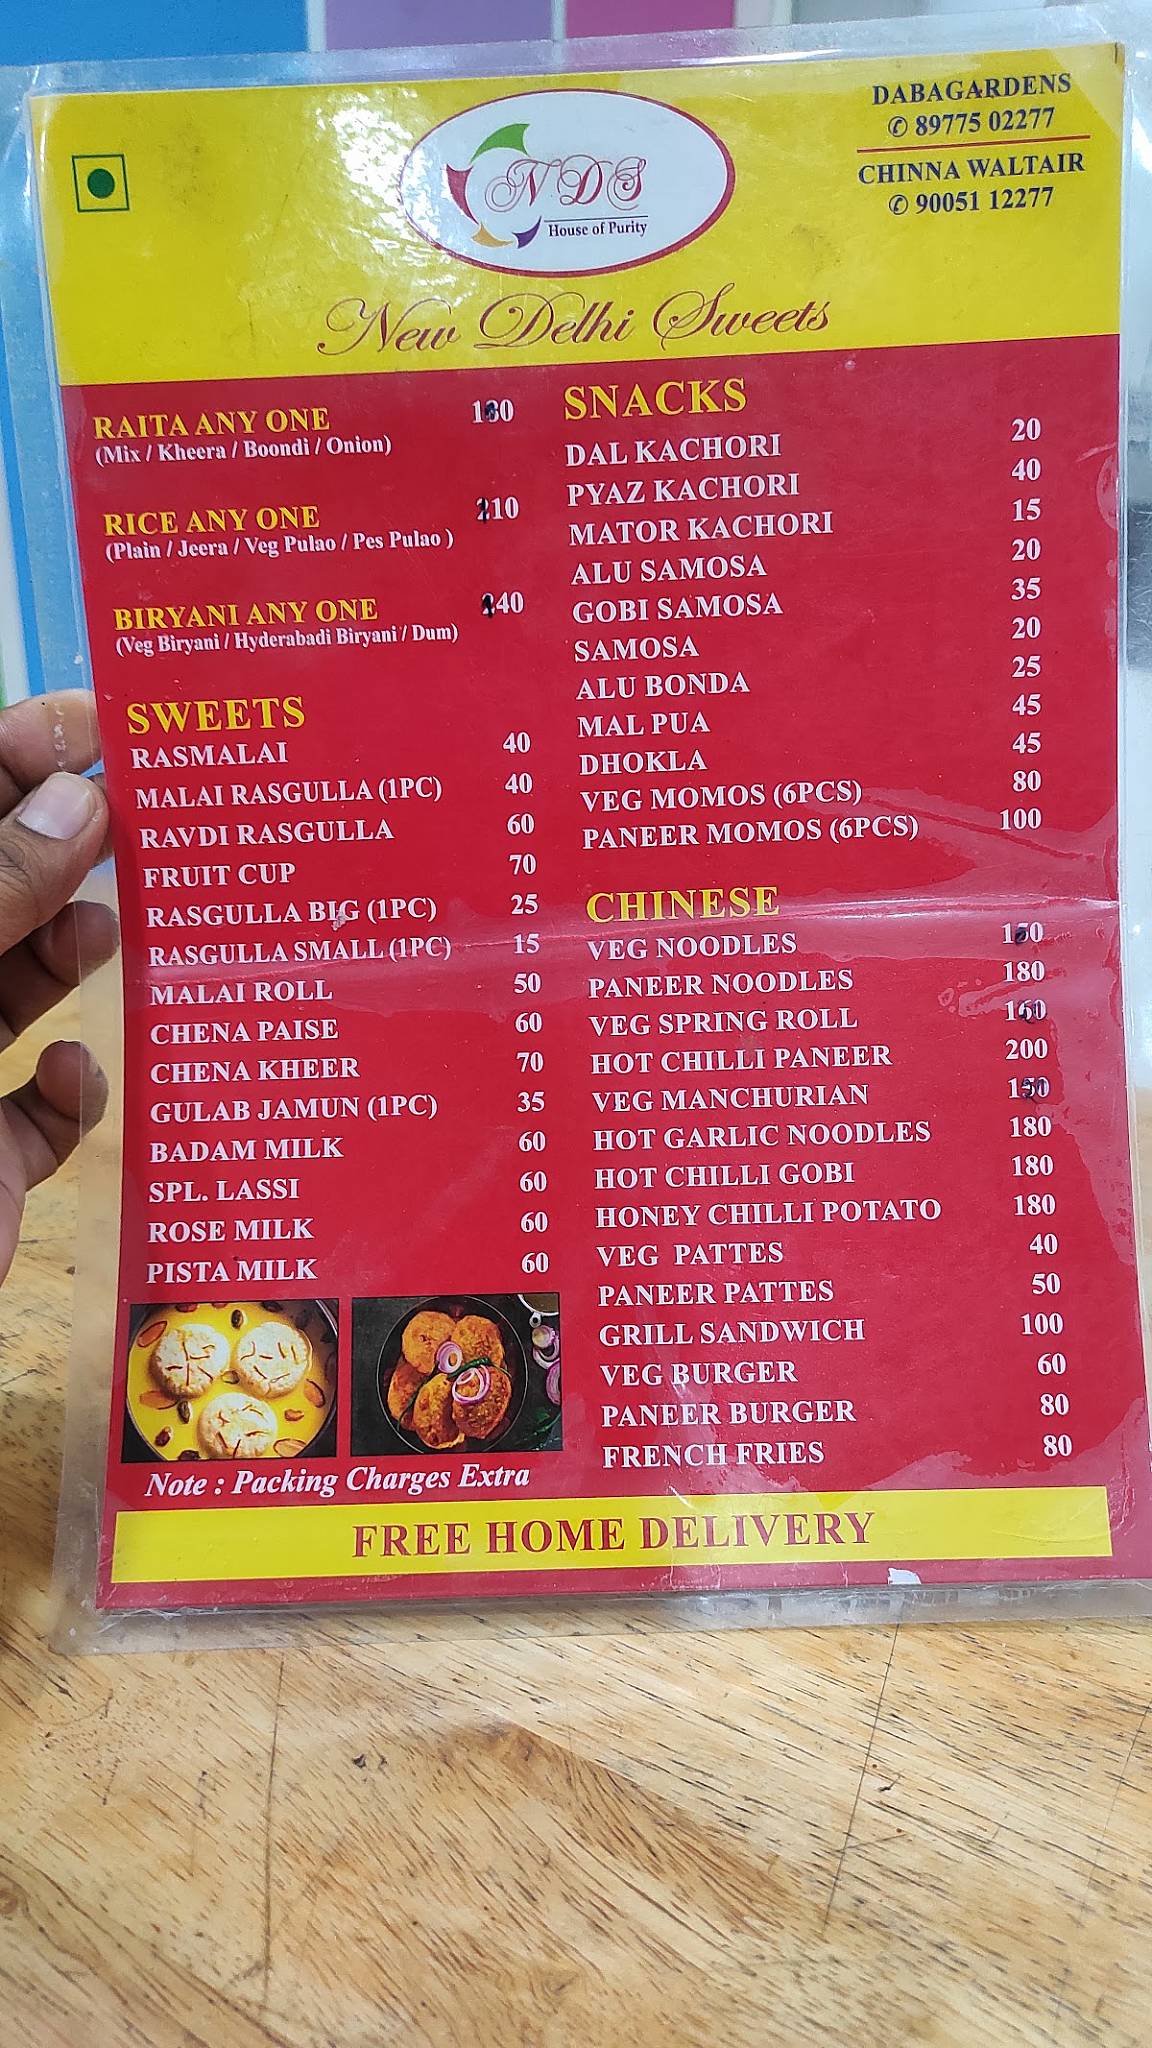 DABAGARDENS
✆ 89775 02277
CHINNA WALTAIR
✆ 90051 12277
NDS
House of Purity
New Delhi Sweets
RAITA ANY ONE
(Mix / Kheera / Boondi / Onion)
RICE ANY ONE
(Plain / Jeera / Veg Pulao / Pes Pulao )
BIRYANI ANY ONE
(Veg Biryani / Hyderabadi Biryani / Dum)
SWEETS
RASMALAI 40
MALAI RASGULLA (1PC) 40
RAVDI RASGULLA 60
FRUIT CUP 70
RASGULLA BIG (1PC) 25
RASGULLA SMALL (1PC) 15
MALAI ROLL 50
CHENA PAISE 60
CHENA KHEER 70
GULAB JAMUN (1PC) 35
BADAM MILK 60
SPL. LASSI 60
ROSE MILK 60
PISTA MILK 60
Note : Packing Charges Extra
SNACKS
DAL KACHORI 20
PYAZ KACHORI 40
MATOR KACHORI 15
ALU SAMOSA 20
GOBI SAMOSA 35
SAMOSA 20
ALU BONDA 25
MAL PUA 45
DHOKLA 45
VEG MOMOS (6PCS) 80
PANEER MOMOS (6PCS) 100
CHINESE
VEG NOODLES
PANEER NOODLES 180
VEG SPRING ROLL
HOT CHILLI PANEER 200
VEG MANCHURIAN
HOT GARLIC NOODLES 180
HOT CHILLI GOBI 180
HONEY CHILLI POTATO 180
VEG PATTES 40
PANEER PATTES 50
GRILL SANDWICH 100
VEG BURGER 60
PANEER BURGER 80
FRENCH FRIES 80
FREE HOME DELIVERY